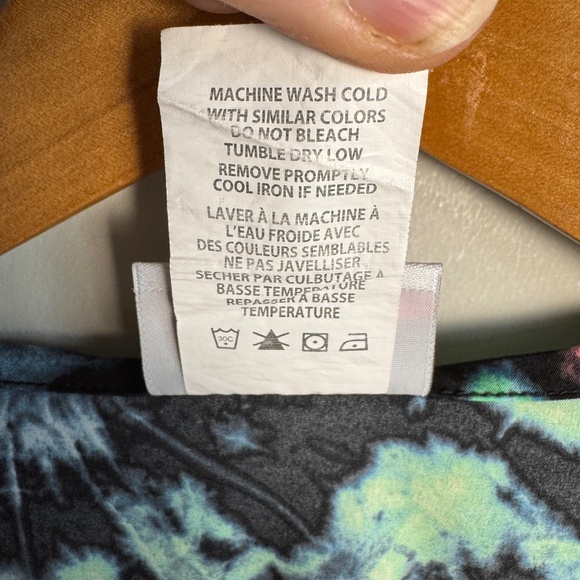 MACHINE WASH COLD
WITH SIMILAR COLORS
DO NOT BLEACH
TUMBLE DRY LOW
REMOVE PROMPTLY
COOL IRON IF NEEDED
LAVER À LA MACHINE À
L'EAU FROIDE AVEC
DES COULEURS SEMBLABLES
NE PAS JAVELLISER
SECHER PAR CULBUTAGE A
BASSE TEMPERATURE
REPASSER A BASSE
TEMPERATURE
30C